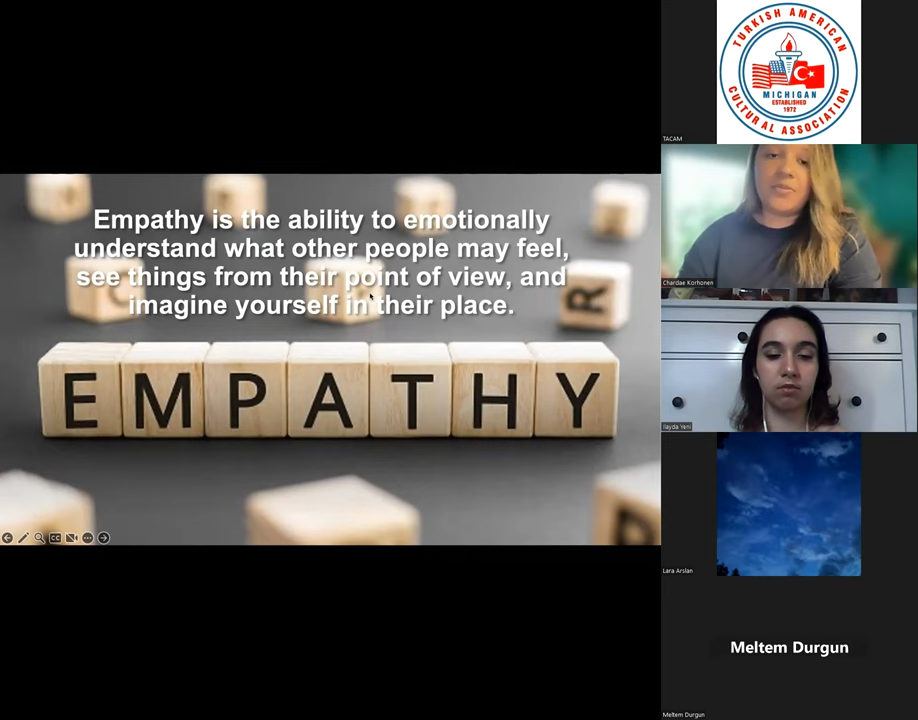 Empathy is the ability to emotionally
understand what other people may feel,
see things from their point of view, and
imagine yourself in their place.
R
EMPATHY
CC
TURKISH AMERICAN
MICHIGAN
ESTABLISHED
1972
CULTURAL ASSOCIATION
TACAM
Chardae Korhonen
Ilayda Yeni
Lara Arslan
Meltem Durgun
Meltem Durgun